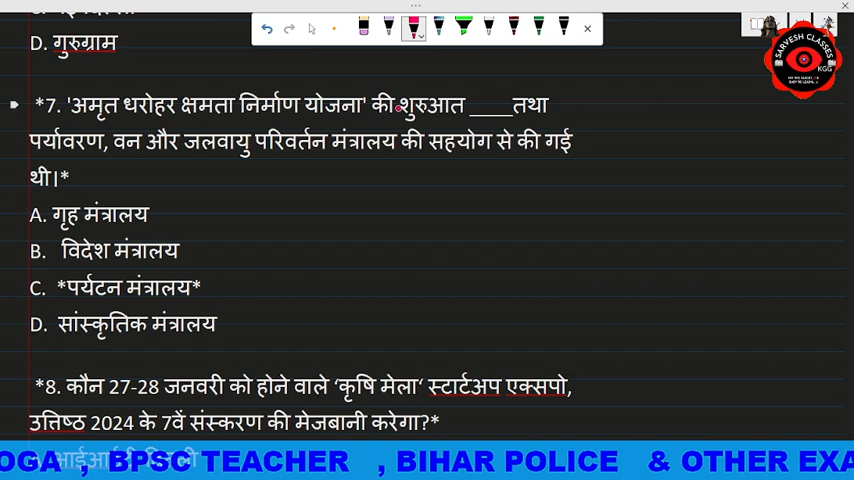 D. गुरुग्राम
SARVESH CLASSES
KGG
*7. 'अमृत धरोहर क्षमता निर्माण योजना' की शुरुआत ____तथा
पर्यावरण, वन और जलवायु परिवर्तन मंत्रालय की सहयोग से की गई
थी।*
A. गृह मंत्रालय
B. विदेश मंत्रालय
C. *पर्यटन मंत्रालय*
D. सांस्कृतिक मंत्रालय
*8. कौन 27-28 जनवरी को होने वाले ‘कृषि मेला‘ स्टार्टअप एक्सपो,
उत्तिष्ठ 2024 के 7वें संस्करण की मेजबानी करेगा?*
OGA , BPSC TEACHER , BIHAR POLICE & OTHER EXA